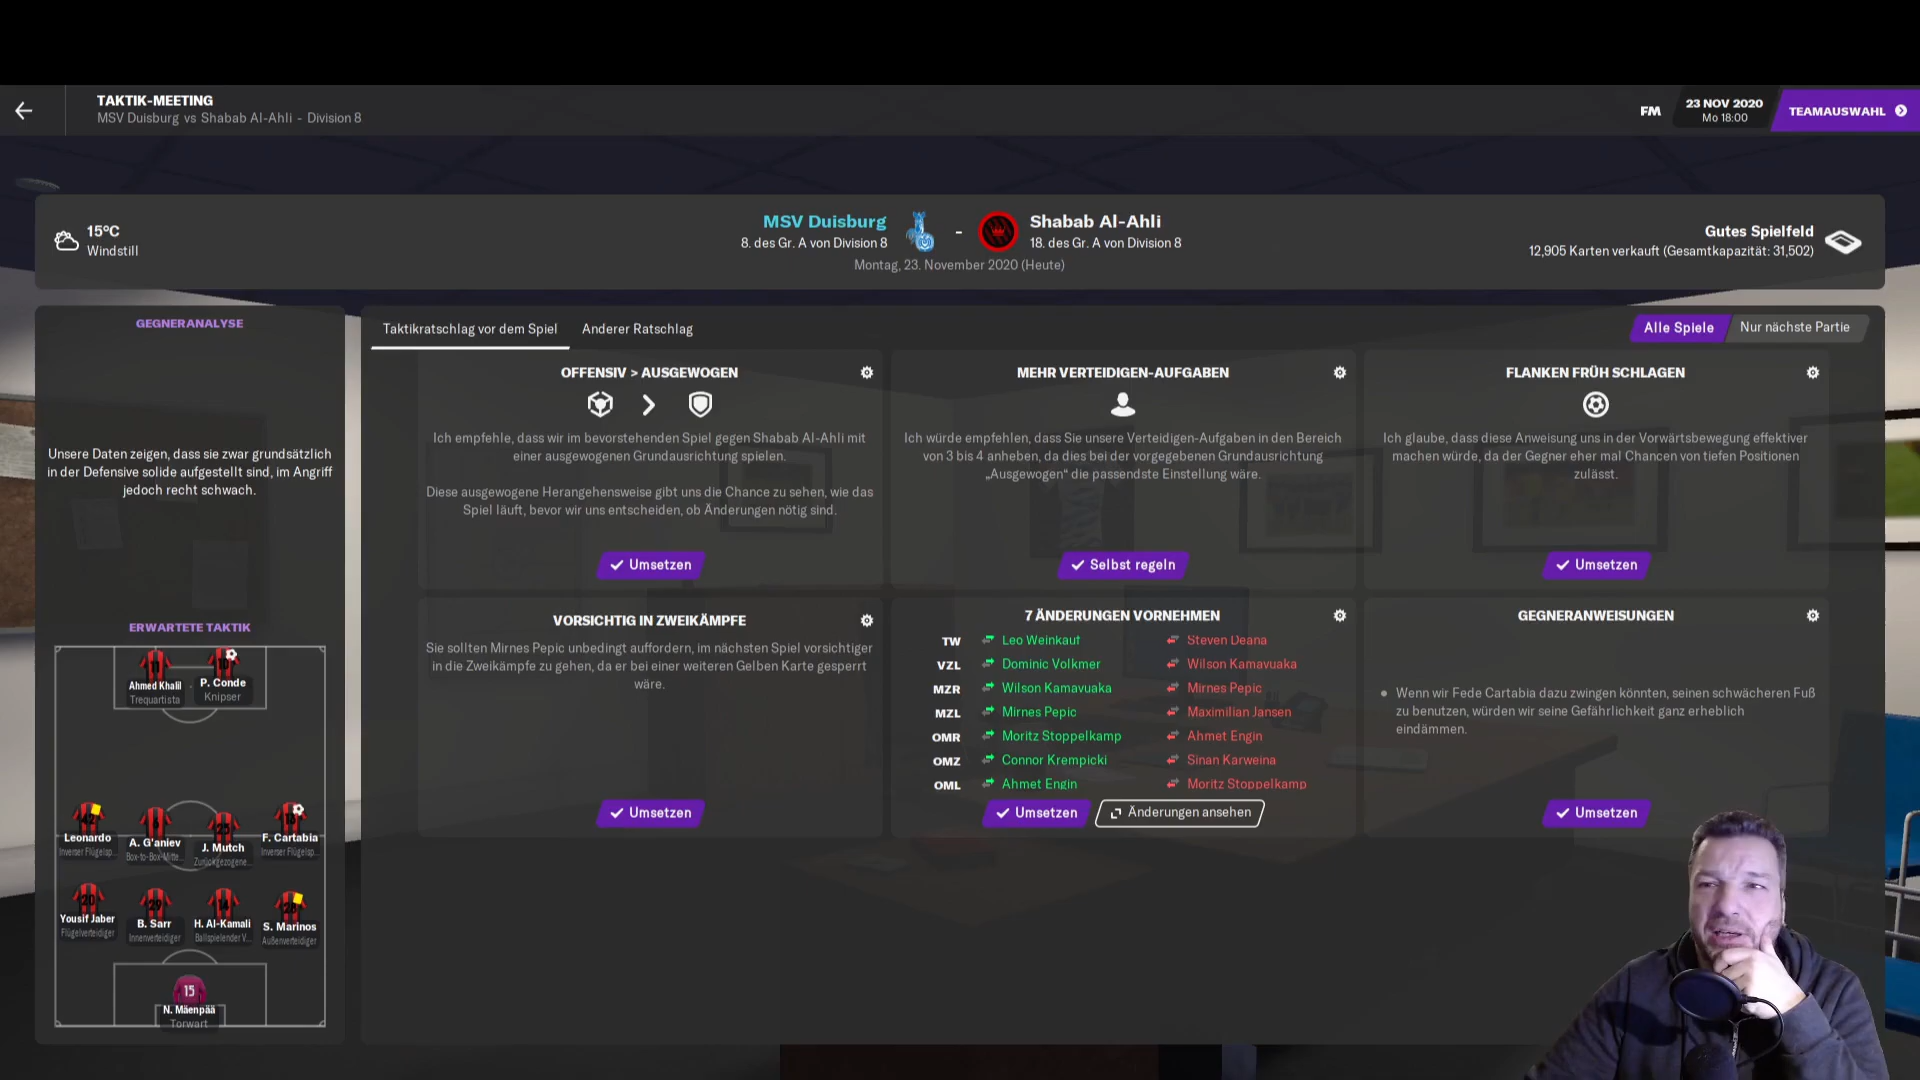 TAKTIK-MEETING
MSV Duisburg vs Shabab Al-Ahli - Division 8
FM
23 NOV 2020
Mo 18:00
TEAMAUSWAHL
15°C
Windstill
MSV Duisburg - Shabab Al-Ahli
8. des Gr. A von Division 8
18. des Gr. A von Division 8
Montag, 23. November 2020 (Heute)
Gutes Spielfeld
12,905 Karten verkauft (Gesamtkapazität: 31,502)
GEGNERANALYSE
Unsere Daten zeigen, dass sie zwar grundsätzlich
in der Defensive solide aufgestellt sind, im Angriff
jedoch recht schwach.
ERWARTETE TAKTIK
Ahmed Khalil
Trequartista
P. Conde
Knipser
Leonardo
Inverser Flügelsp...
A. G'aniev
Box-to-Box-Mitte...
J. Mutch
Zurückgezogene...
F. Cartabia
Inverser Flügelsp...
20
Yousif Jaber
Flügelverteidiger
B. Sarr
Innenverteidiger
H. Al-Kamali
Ballspielender V...
S. Marinos
Außenverteidiger
15
N. Mäenpää
Torwart
Taktikratschlag vor dem Spiel
Anderer Ratschlag
Alle Spiele
Nur nächste Partie
OFFENSIV > AUSGEWOGEN
Ich empfehle, dass wir im bevorstehenden Spiel gegen Shabab Al-Ahli mit
einer ausgewogenen Grundausrichtung spielen.
Diese ausgewogene Herangehensweise gibt uns die Chance zu sehen, wie das
Spiel läuft, bevor wir uns entscheiden, ob Änderungen nötig sind.
Umsetzen
MEHR VERTEIDIGEN-AUFGABEN
Ich würde empfehlen, dass Sie unsere Verteidigen-Aufgaben in den Bereich
von 3 bis 4 anheben, da dies bei der vorgegebenen Grundausrichtung
„Ausgewogen“ die passendste Einstellung wäre.
Selbst regeln
FLANKEN FRÜH SCHLAGEN
Ich glaube, dass diese Anweisung uns in der Vorwärtsbewegung effektiver
machen würde, da der Gegner eher mal Chancen von tiefen Positionen
zulässt.
Umsetzen
VORSICHTIG IN ZWEIKÄMPFE
Sie sollten Mirnes Pepic unbedingt auffordern, im nächsten Spiel vorsichtiger
in die Zweikämpfe zu gehen, da er bei einer weiteren Gelben Karte gesperrt
wäre.
Umsetzen
7 ÄNDERUNGEN VORNEHMEN
TW Leo Weinkauf Steven Deana
VZL Dominic Volkmer Wilson Kamavuaka
MZR Wilson Kamavuaka Mirnes Pepic
MZL Mirnes Pepic Maximilian Jansen
OMR Moritz Stoppelkamp Ahmet Engin
OMZ Connor Krempicki Sinan Karweina
OML Ahmet Engin Moritz Stoppelkamp
Umsetzen
Änderungen ansehen
GEGNERANWEISUNGEN
Wenn wir Fede Cartabia dazu zwingen könnten, seinen schwächeren Fuß
zu benutzen, würden wir seine Gefährlichkeit ganz erheblich
eindämmen.
Umsetzen